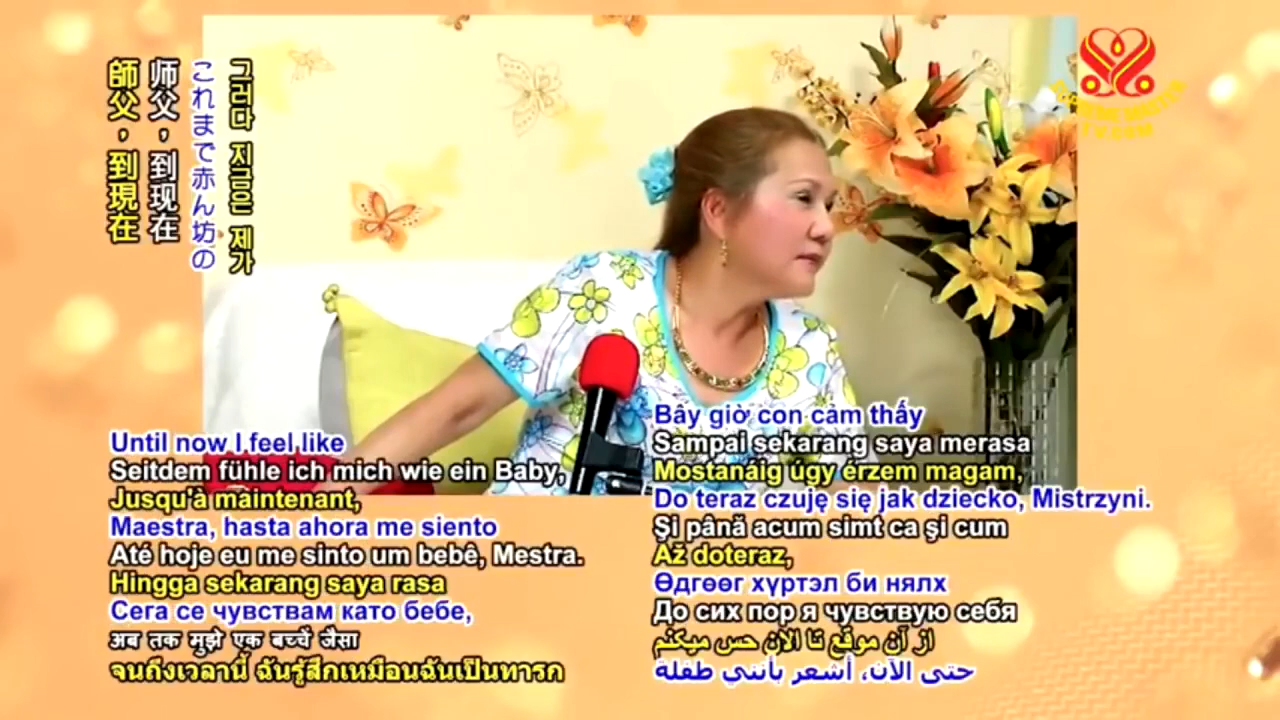 師父，到現在
师父，到现在
これまで赤ん坊の
그러다 지금은 제가
SUPREME MASTER
TV.COM
Until now I feel like
Seitdem fühle ich mich wie ein Baby,
Jusqu'à maintenant,
Maestra, hasta ahora me siento
Até hoje eu me sinto um bebê, Mestra.
Hingga sekarang saya rasa
Сега се чувствам като бебе,
अब तक मुझे एक बच्चें जैसा
จนถึงเวลานี้ ฉันรู้สึกเหมือนฉันเป็นทารก
Bây giờ con cảm thấy
Sampai sekarang saya merasa
Mostanáig úgy érzem magam,
Do teraz czuję się jak dziecko, Mistrzyni.
Şi până acum simt ca şi cum
Až doteraz,
Өдгөөг хүртэл би нялх
До сих пор я чувствую себя
از آن موقع تا الان حس میکنم
حتى الآن، أشعر بأنني طفلة